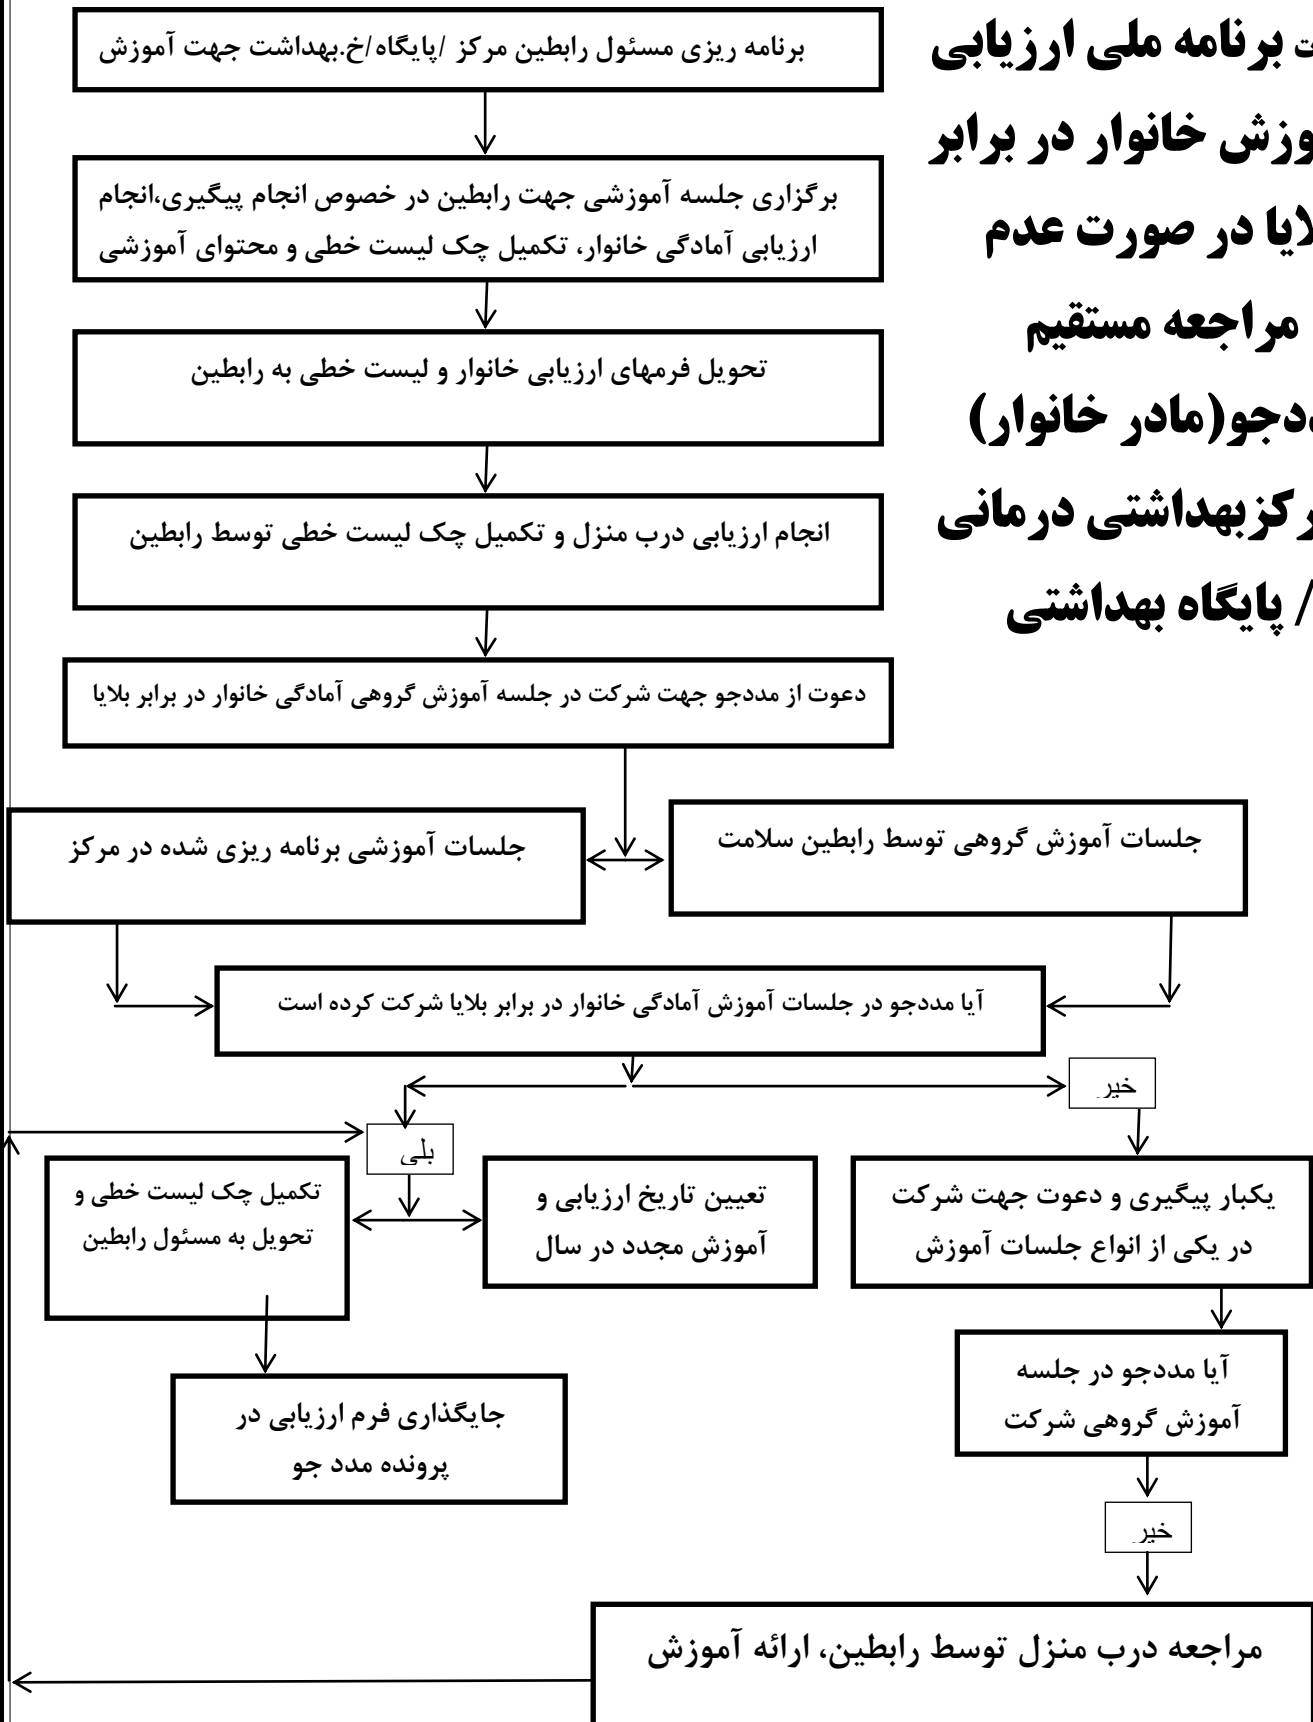 برنامه ملی ارزیابی
خانوار در برابر
در صورت عدم
مراجعه مستقیم
(مادر خانوار)
بهداشتی درمانی
/ پایگاه بهداشتی
برنامه ریزی مسئول رابطین مرکز /پایگاه/خ.بهداشت جهت آموزش
برگزاری جلسه آموزشی جهت رابطین در خصوص انجام پیگیری،انجام
ارزیابی آمادگی خانوار، تکمیل چک لیست خطی و محتوای آموزشی
تحویل فرمهای ارزیابی خانوار و لیست خطی به رابطین
انجام ارزیابی درب منزل و تکمیل چک لیست خطی توسط رابطین
دعوت از مددجو جهت شرکت در جلسه آموزش گروهی آمادگی خانوار در برابر بلایا
جلسات آموزش گروهی توسط رابطین سلامت
جلسات آموزشی برنامه ریزی شده در مرکز
آیا مددجو در جلسات آموزش آمادگی خانوار در برابر بلایا شرکت کرده است
خیر
بلی
یکبار پیگیری و دعوت جهت شرکت
در یکی از انواع جلسات آموزش
تعیین تاریخ ارزیابی و
آموزش مجدد در سال
تکمیل چک لیست خطی و
تحویل به مسئول رابطین
آیا مددجو در جلسه
آموزش گروهی شرکت
جایگذاری فرم ارزیابی در
پرونده مدد جو
خیر
مراجعه درب منزل توسط رابطین، ارائه آموزش